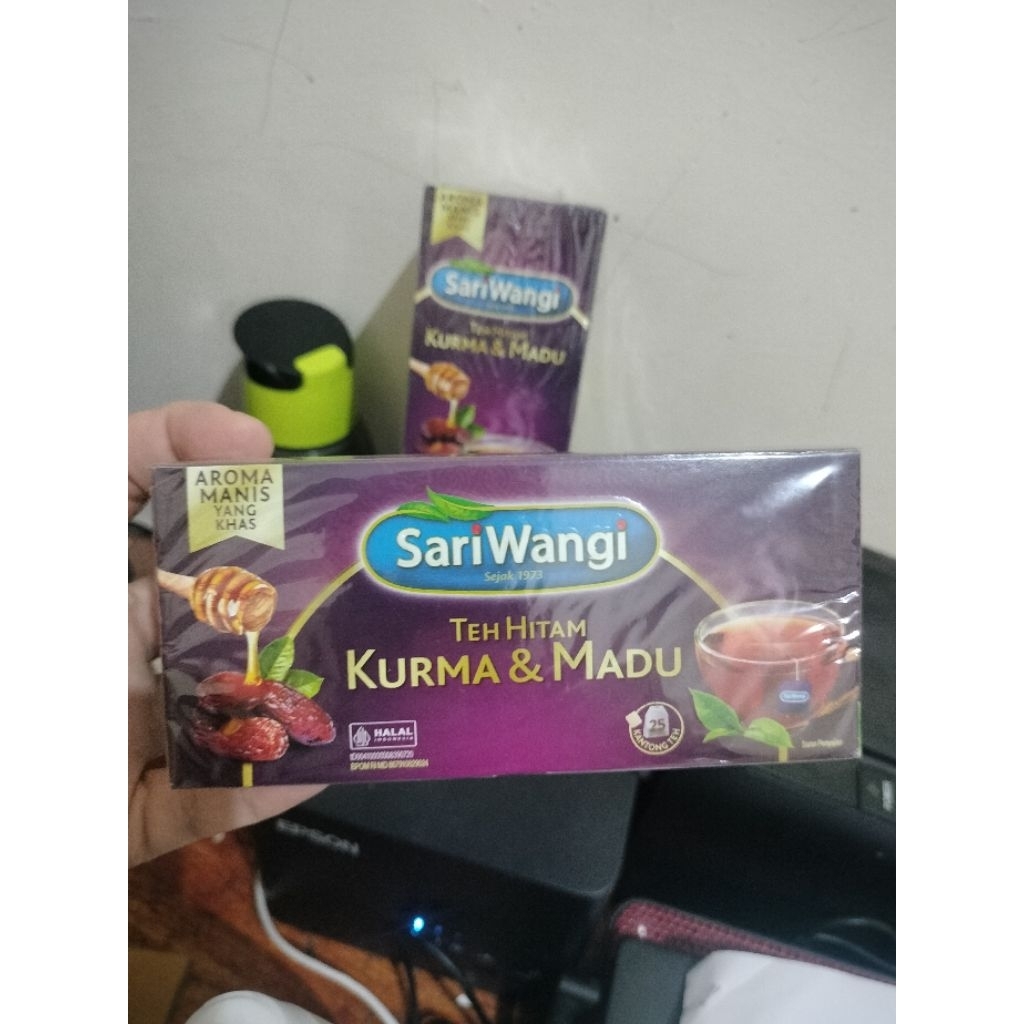 SariWangi
KURMA & MADU
AROMA
MANIS
YANG
KHAS
SariWangi
Sejak 1973
TEH HITAM
KURMA & MADU
HALAL
INDONESIA
25
KANTONG TEH
EPSON